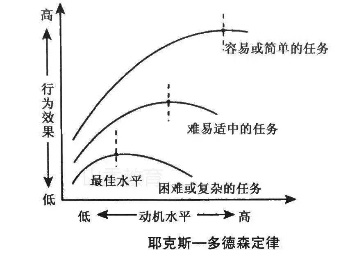 高
容易或简单的任务
行为效果
难易适中的任务
最佳水平
困难或复杂的任务
低
低 动机水平 高
耶克斯—多德森定律